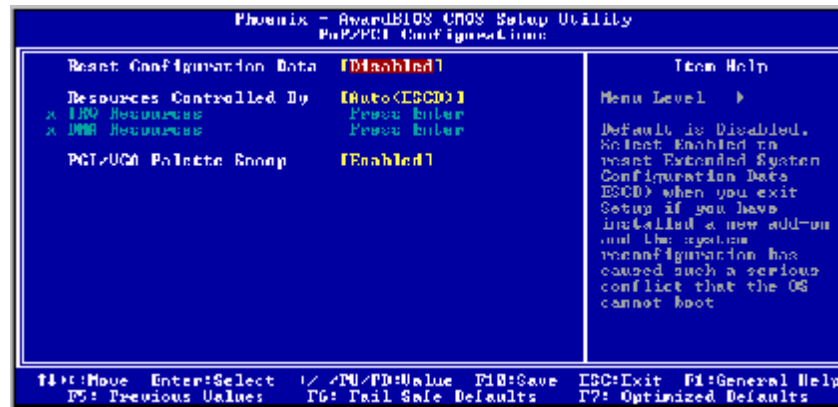 Phoenix - AwardBIOS CMOS Setup Utility
PnP/PCI Configurations
Reset Configuration Data [Disabled]
Resources Controlled By [Auto(ESCD)]
x IRQ Resources Press Enter
x DMA Resources Press Enter
PCI/VGA Palette Snoop [Enabled]
Item Help
Menu Level ▶
Default is Disabled.
Select Enabled to
reset Extended System
Configuration Data
ESCD) when you exit
Setup if you have
installed a new add-on
and the system
reconfiguration has
caused such a serious
conflict that the OS
cannot boot
:Move Enter:Select /PU/PD:Value F10:Save ESC:Exit F1:General Help
F5: Previous Values F6: Fail Safe Defaults F7: Optimized Defaults